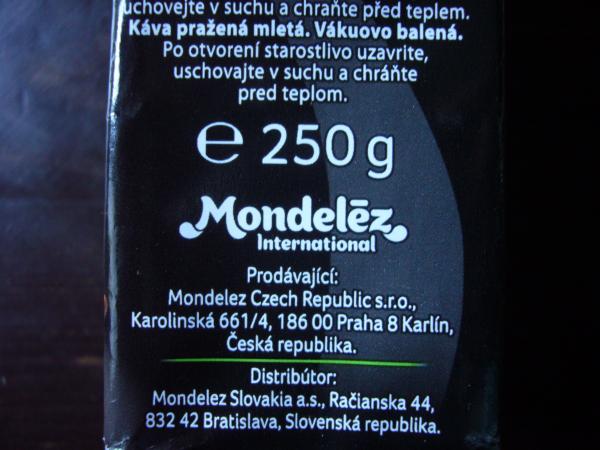 uchovejte v suchu a chraňte před teplem.
Káva pražená mletá. Vákuovo balená.
Po otvorení starostlivo uzavrite,
uschovajte v suchu a chráňte
pred teplom.
℮ 250 g
Mondelēz
International
Prodávající:
Mondelez Czech Republic s.r.o.,
Karolinská 661/4, 186 00 Praha 8 Karlín,
Česká republika.
Distribútor:
Mondelez Slovakia a.s., Račianska 44,
832 42 Bratislava, Slovenská republika.